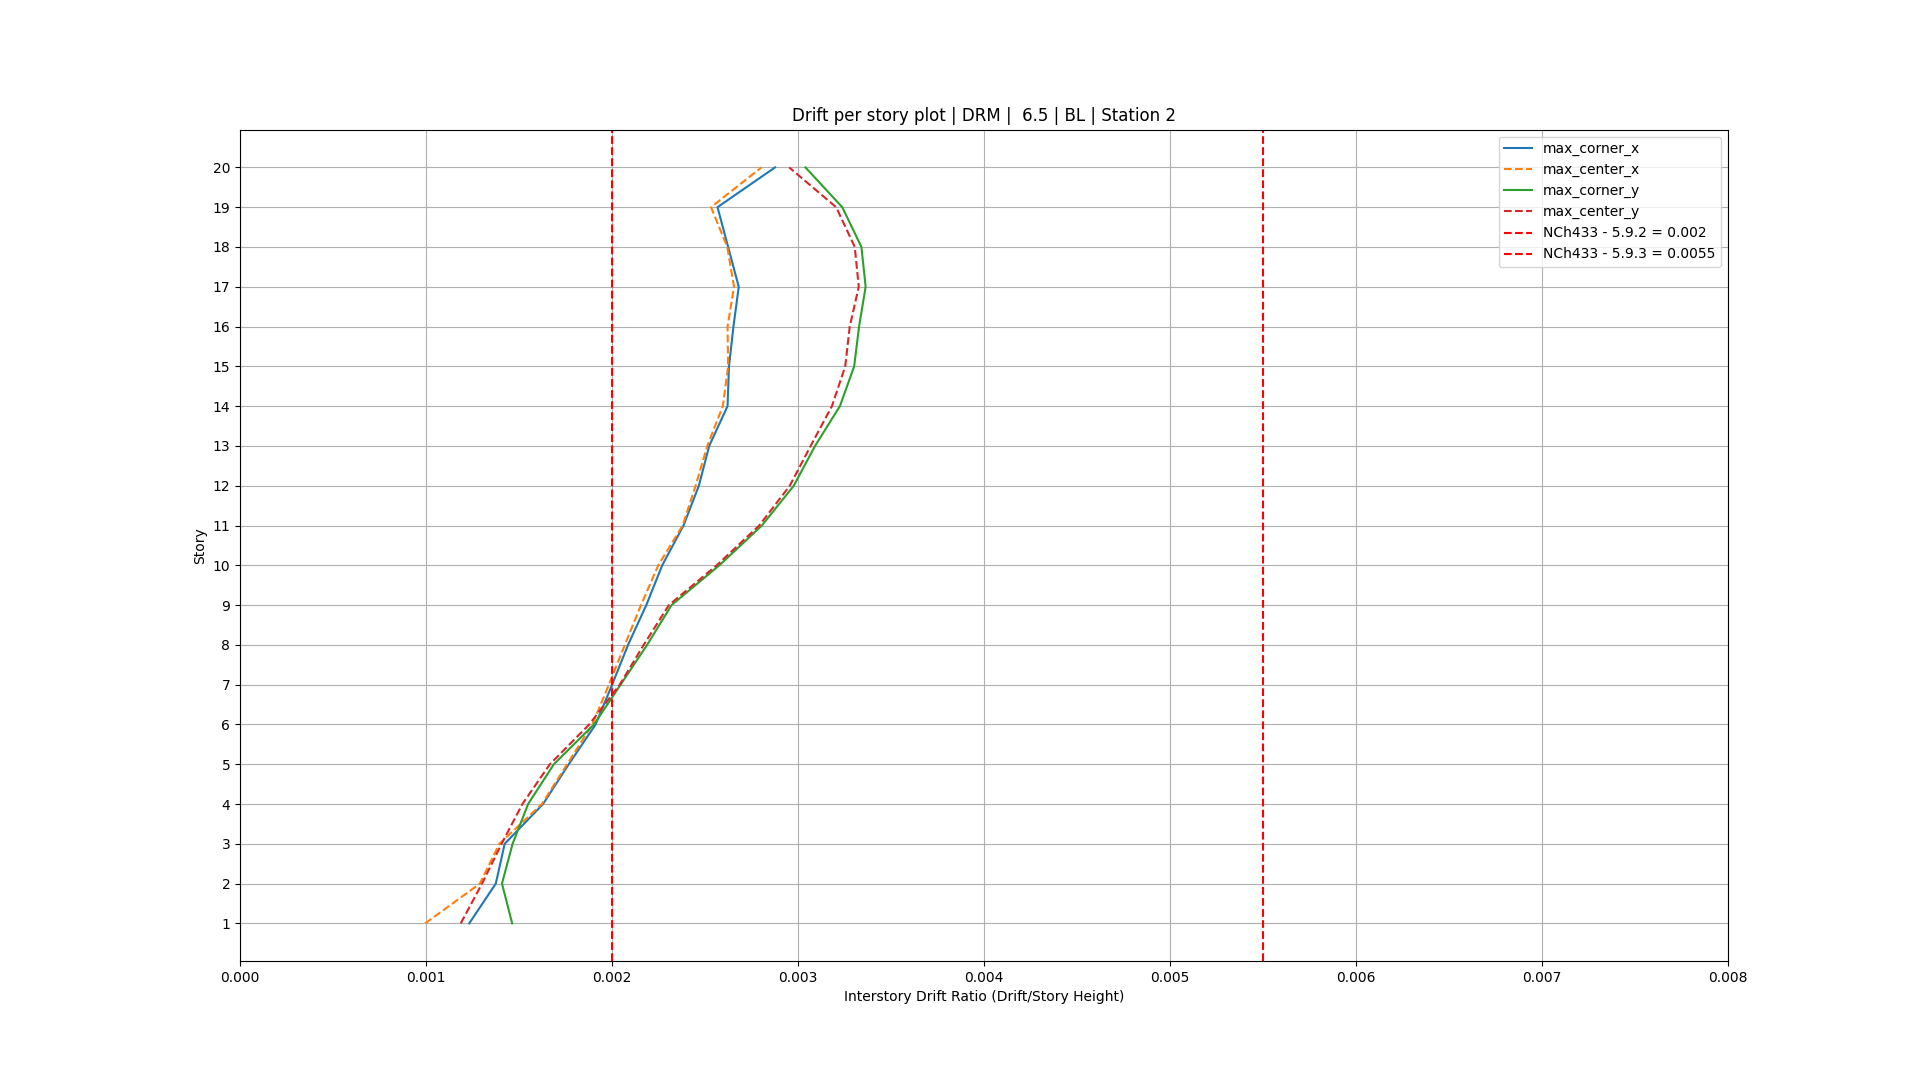 Drift per story plot | DRM |  6.5 | BL | Station 2
max_corner_x
max_center_x
max_corner_y
max_center_y
NCh433 - 5.9.2 = 0.002
NCh433 - 5.9.3 = 0.0055
Story
20
19
18
17
16
15
14
13
12
11
10
9
8
7
6
5
4
3
2
1
0.000 0.001 0.002 0.003 0.004 0.005 0.006 0.007 0.008
Interstory Drift Ratio (Drift/Story Height)